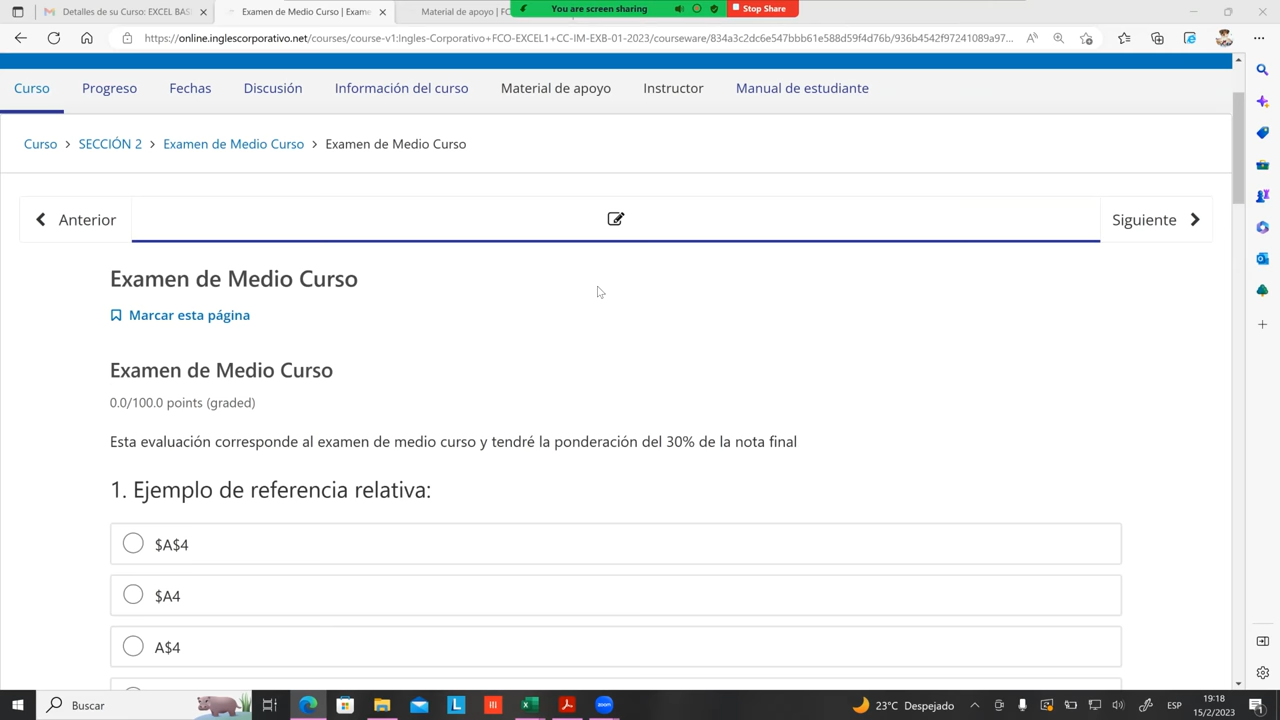 Detalles de su Curso: EXCEL BAS
Examen de Medio Curso | Exame
Material de apoyo | FC
You are screen sharing
Stop Share
https://online.inglescorporativo.net/courses/course-v1:Ingles-Corporativo+FCO-EXCEL1+CC-IM-EXB-01-2023/courseware/834a3c2dc6e547bbb61e588d59f4d76b/936b4542f97241089a97...
Curso
Progreso
Fechas
Discusión
Información del curso
Material de apoyo
Instructor
Manual de estudiante
Curso > SECCIÓN 2 > Examen de Medio Curso > Examen de Medio Curso
Anterior
Siguiente
Examen de Medio Curso
Marcar esta página
Examen de Medio Curso
0.0/100.0 points (graded)
Esta evaluación corresponde al examen de medio curso y tendré la ponderación del 30% de la nota final
1. Ejemplo de referencia relativa:
$A$4
$A4
A$4
Buscar
23°C Despejado
ESP
19:18
15/2/2023